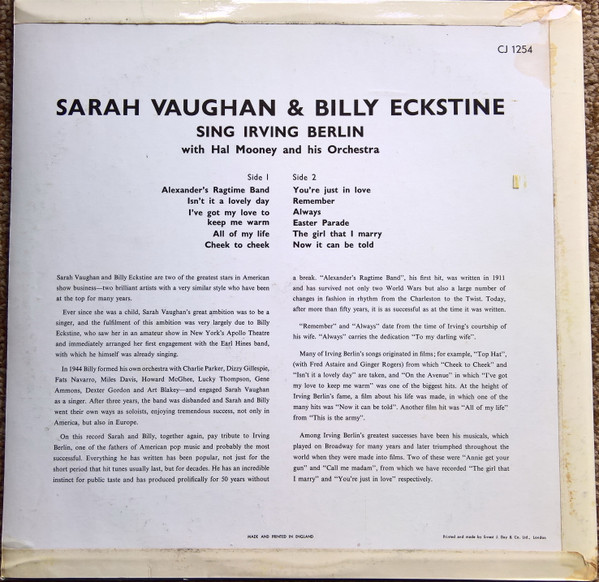 CJ 1254
SARAH VAUGHAN & BILLY ECKSTINE
SING IRVING BERLIN
with Hal Mooney and his Orchestra
Side 1
Alexander's Ragtime Band
Isn't it a lovely day
I've got my love to
keep me warm
All of my life
Cheek to cheek
Side 2
You're just in love
Remember
Always
Easter Parade
The girl that I marry
Now it can be told
Sarah Vaughan and Billy Eckstine are two of the greatest stars in American
show business—two brilliant artists with a very similar style who have been
at the top for many years.
Ever since she was a child, Sarah Vaughan's great ambition was to be a
singer, and the fulfilment of this ambition was very largely due to Billy
Eckstine, who saw her in an amateur show in New York's Apollo Theatre
and immediately arranged her first engagement with the Earl Hines band,
with which he himself was already singing.
In 1944 Billy formed his own orchestra with Charlie Parker, Dizzy Gillespie,
Fats Navarro, Miles Davis, Howard McGhee, Lucky Thompson, Gene
Ammons, Dexter Gordon and Art Blakey—and engaged Sarah Vaughan
as a singer. After three years, the band was disbanded and Sarah and Billy
went their own ways as soloists, enjoying tremendous success, not only in
America, but also in Europe.
On this record Sarah and Billy, together again, pay tribute to Irving
Berlin, one of the fathers of American pop music and probably the most
successful. Everything he has written has been popular, not just for the
short period that hit tunes usually last, but for decades. He has an incredible
instinct for public taste and has produced prolifically for 50 years without
a break. "Alexander's Ragtime Band", his first hit, was written in 1911
and has survived not only two World Wars but also a large number of
changes in fashion in rhythm from the Charleston to the Twist. Today,
after more than fifty years, it is as successful as at the time it was written.
"Remember" and "Always" date from the time of Irving's courtship of
his wife. "Always" carries the dedication "To my darling wife".
Many of Irving Berlin's songs originated in films; for example, "Top Hat",
(with Fred Astaire and Ginger Rogers) from which "Cheek to Cheek" and
"Isn't it a lovely day" are taken, and "On the Avenue" in which "I've got
my love to keep me warm" was one of the biggest hits. At the height of
Irving Berlin's fame, a film about his life was made, in which one of the
many hits was "Now it can be told". Another film hit was "All of my life"
from "This is the army".
Among Irving Berlin's greatest successes have been his musicals, which
played on Broadway for many years and later triumphed throughout the
world when they were made into films. Two of these were "Annie get your
gun" and "Call me madam", from which we have recorded "The girl that
I marry" and "You're just in love" respectively.
MADE AND PRINTED IN ENGLAND
Printed and made by Ernest J. Day & Co. Ltd., London